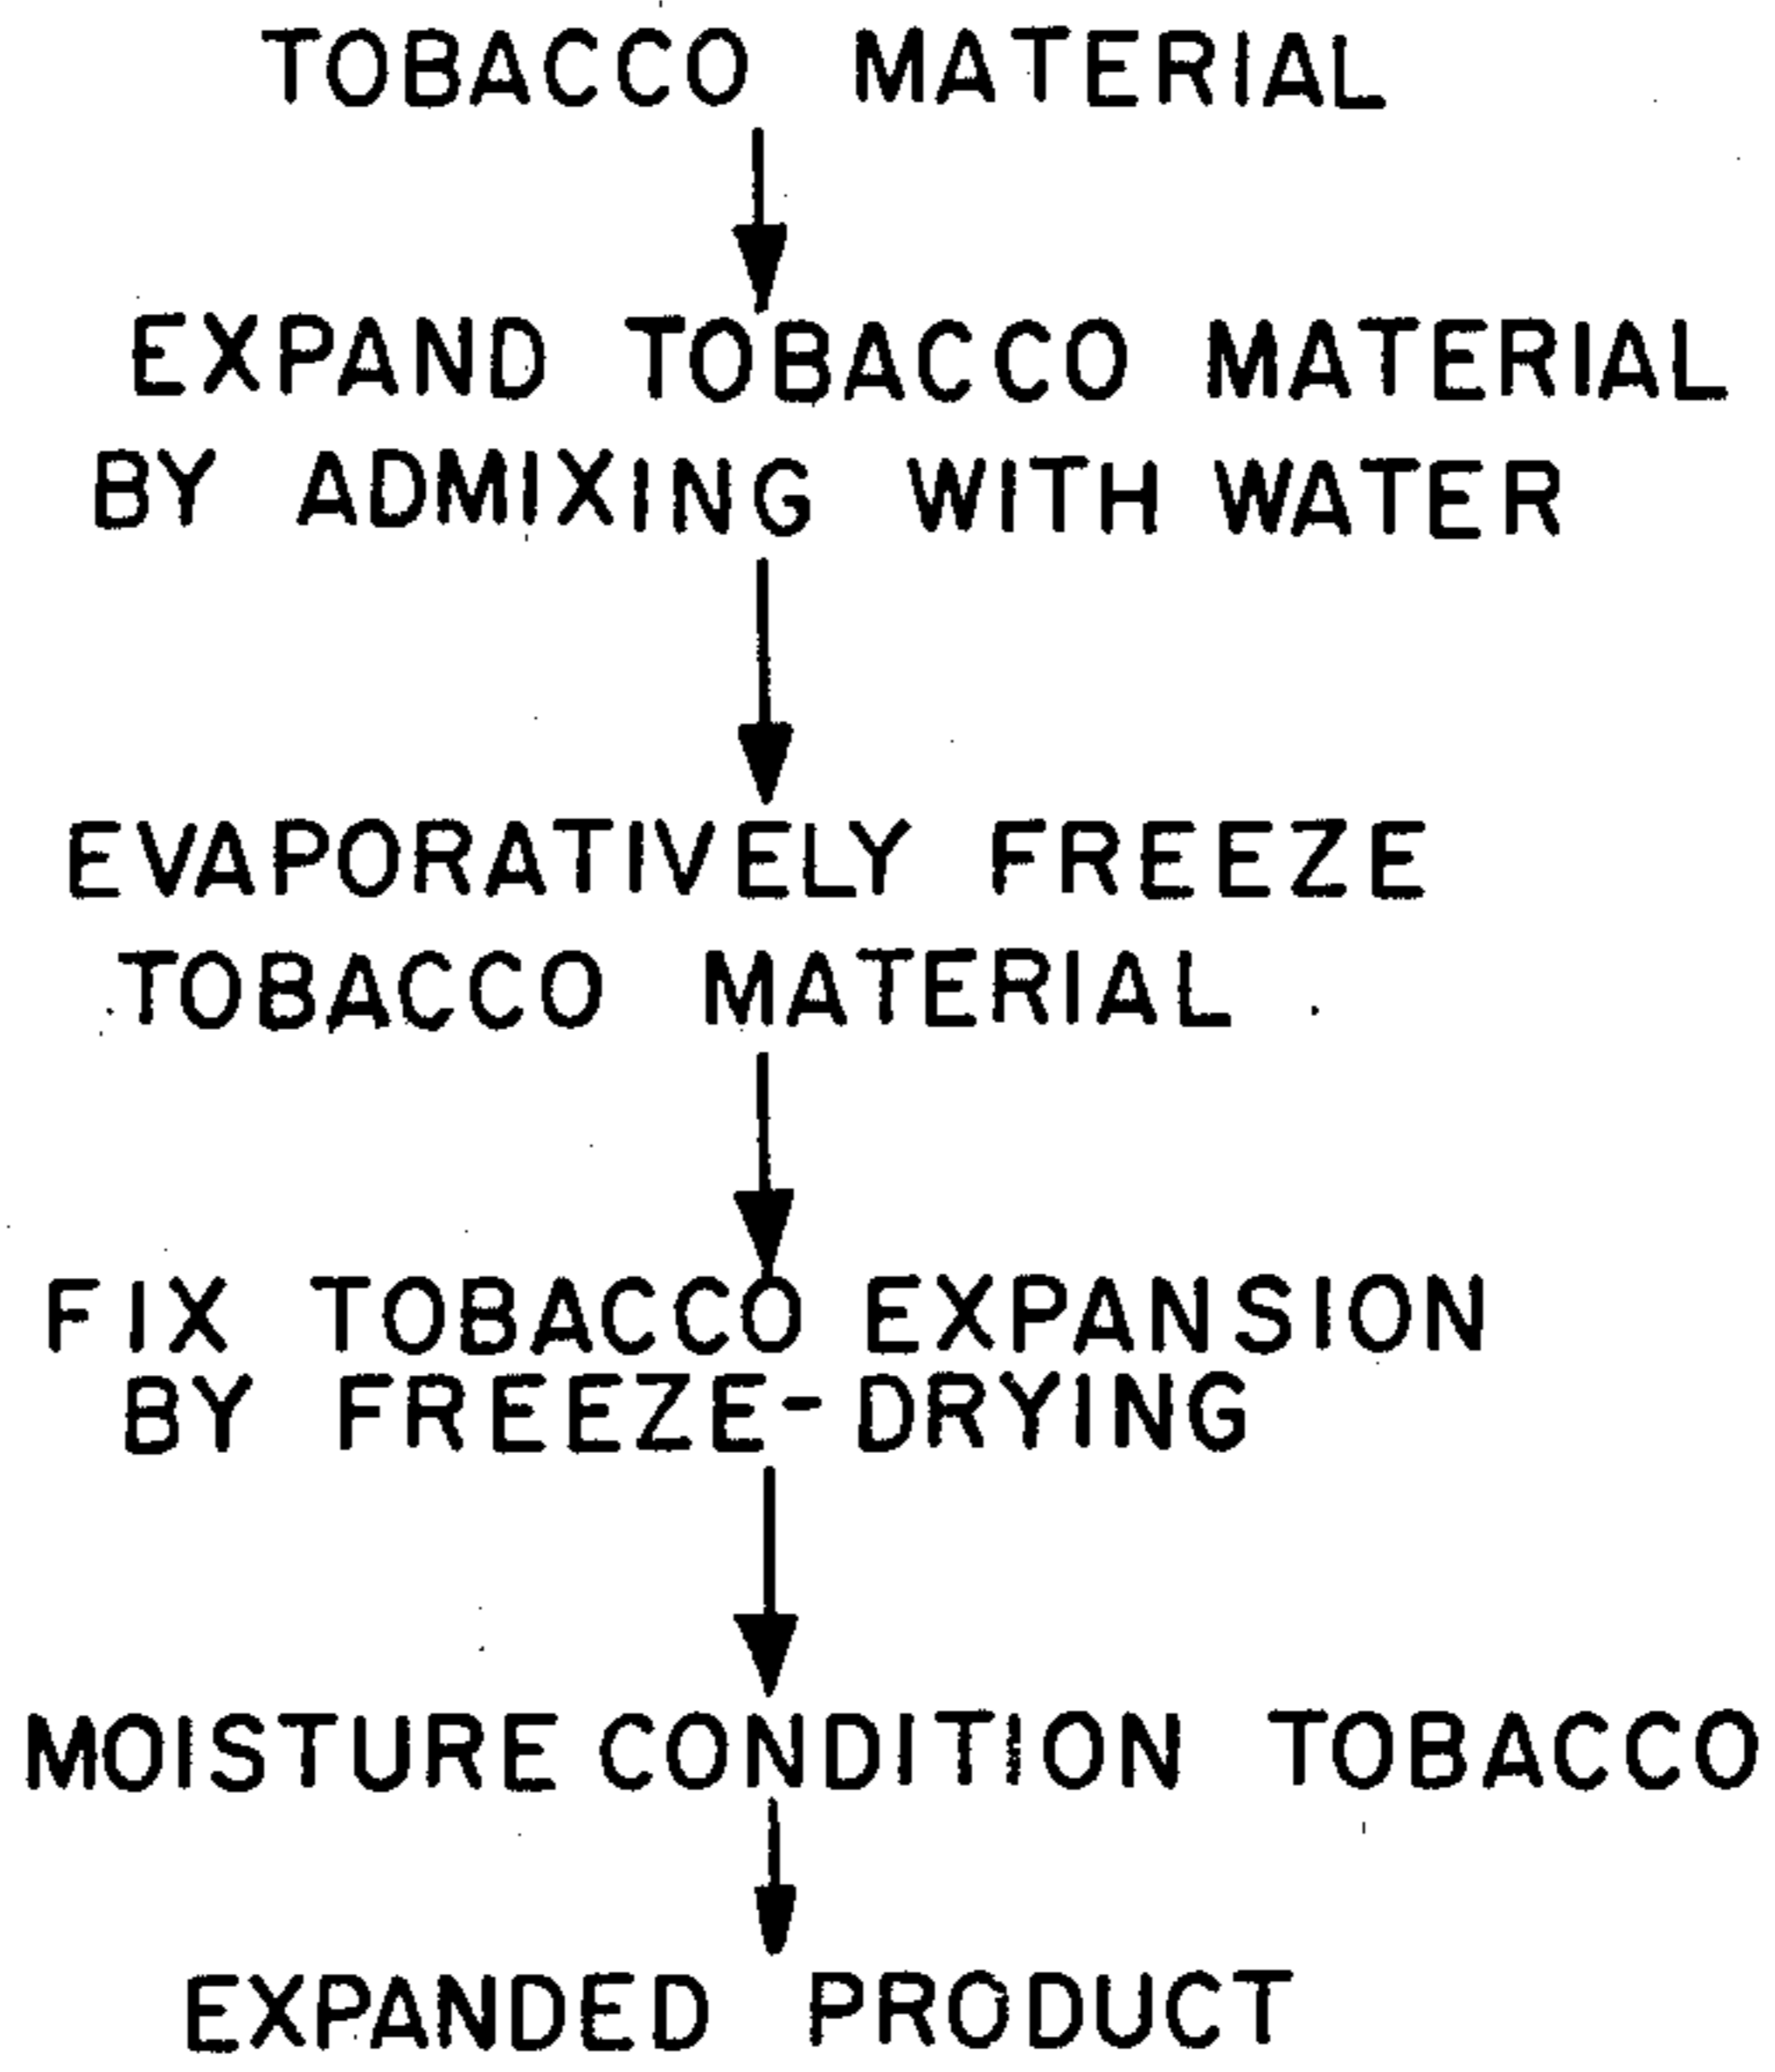 TOBACCO MATERIAL
EXPAND TOBACCO MATERIAL
BY ADMIXING WITH WATER
EVAPORATIVELY FREEZE
TOBACCO MATERIAL
FIX TOBACCO EXPANSION
BY FREEZE-DRYING
MOISTURE CONDITION TOBACCO
EXPANDED PRODUCT